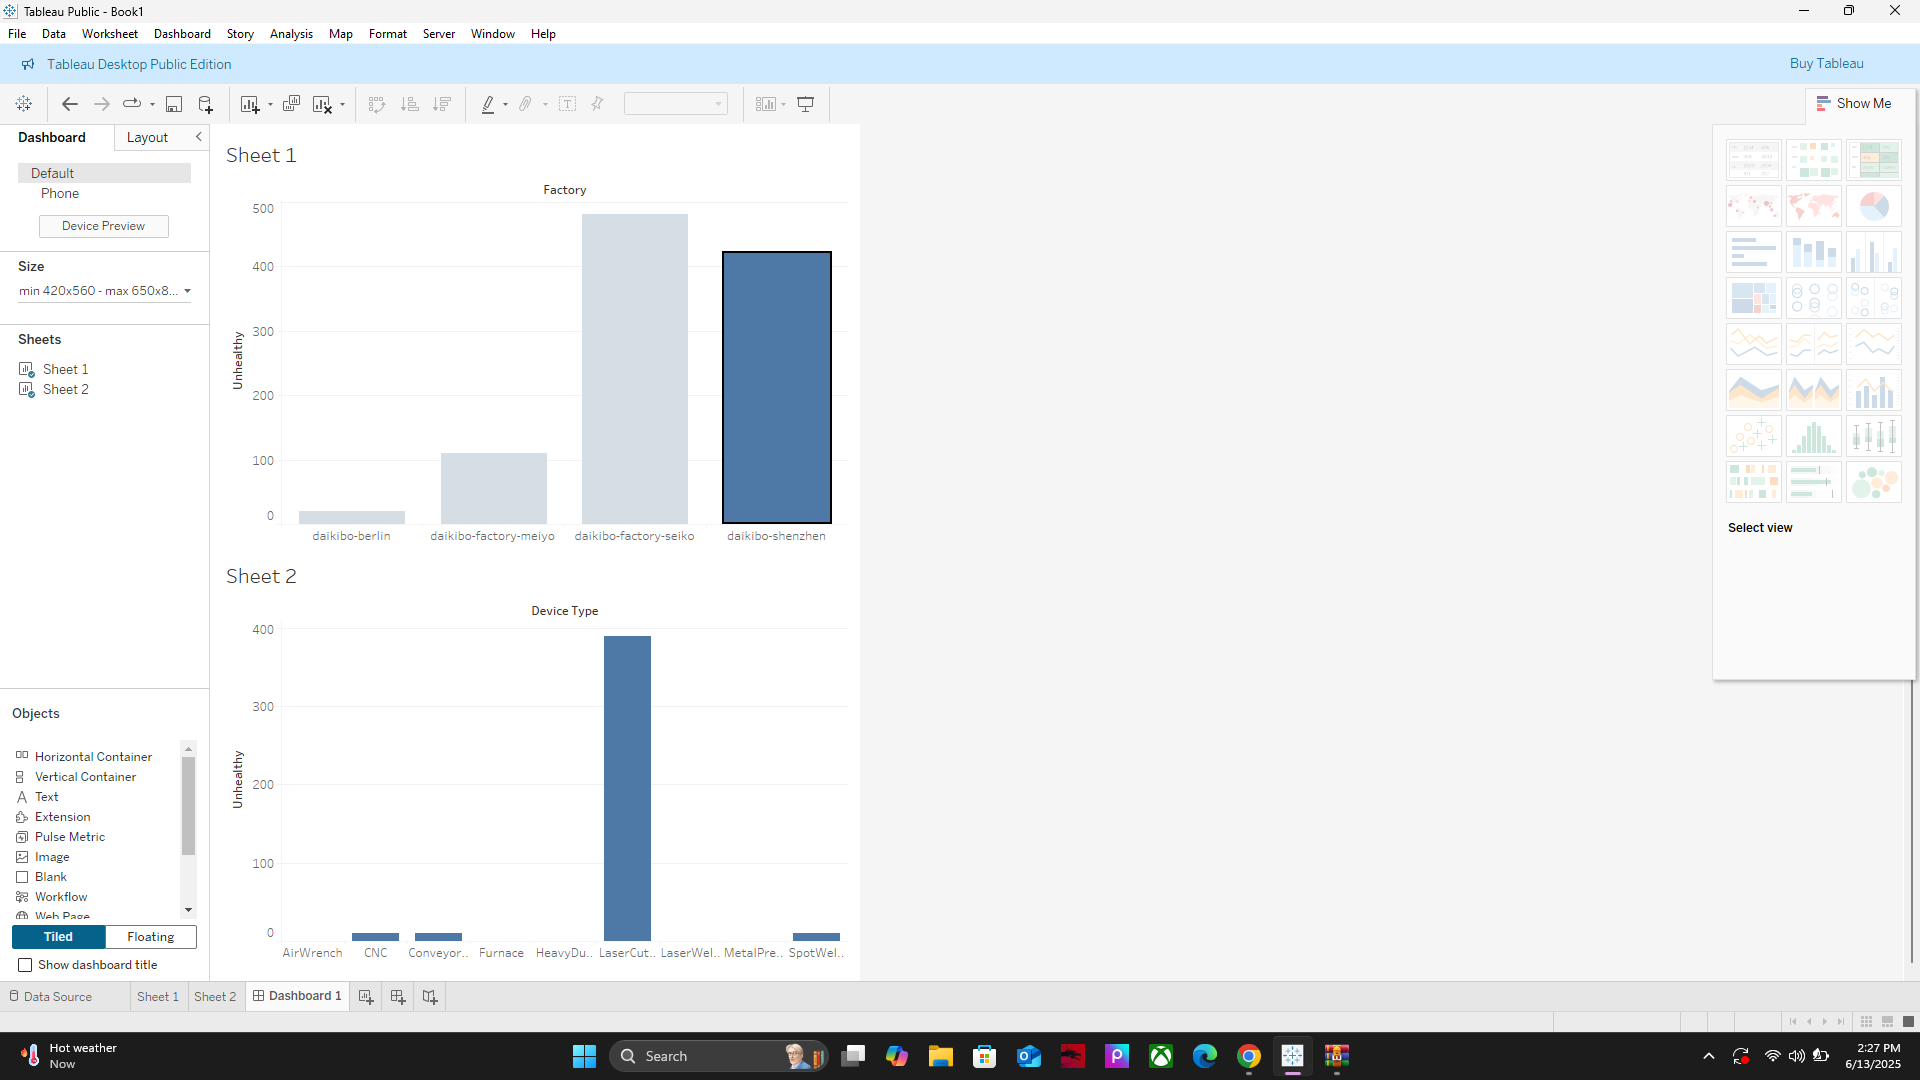 Tableau Public - Book1
File Data Worksheet Dashboard Story Analysis Map Format Server Window Help
Tableau Desktop Public Edition
Buy Tableau
Show Me
Dashboard
Layout
Default
Phone
Device Preview
Size
min 420x560 - max 650x8...
Sheets
Sheet 1
Sheet 2
Objects
Horizontal Container
Vertical Container
Text
Extension
Pulse Metric
Image
Blank
Workflow
Web Page
Tiled
Floating
Show dashboard title
Sheet 1
Factory
500
400
300
200
100
0
Unhealthy
daikibo-berlin
daikibo-factory-meiyo
daikibo-factory-seiko
daikibo-shenzhen
Sheet 2
Device Type
400
300
200
100
0
Unhealthy
AirWrench
CNC
Conveyor..
Furnace
HeavyDu..
LaserCut..
LaserWel..
MetalPre..
SpotWel..
Select view
Data Source
Sheet 1
Sheet 2
Dashboard 1
Hot weather
Now
Search
2:27 PM
6/13/2025